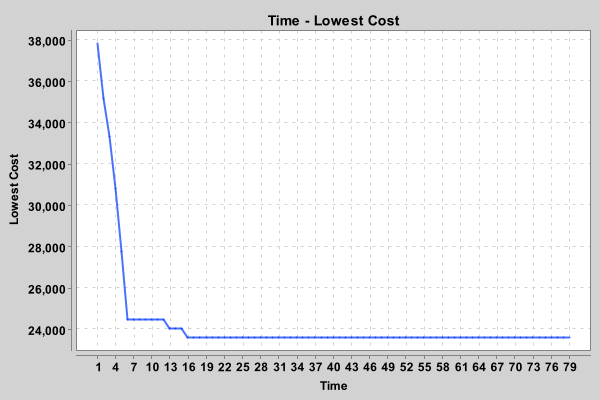 Time - Lowest Cost
38,000
36,000
34,000
32,000
30,000
28,000
26,000
24,000
Lowest Cost
1 4 7 10 13 16 19 22 25 28 31 34 37 40 43 46 49 52 55 58 61 64 67 70 73 76 79
Time